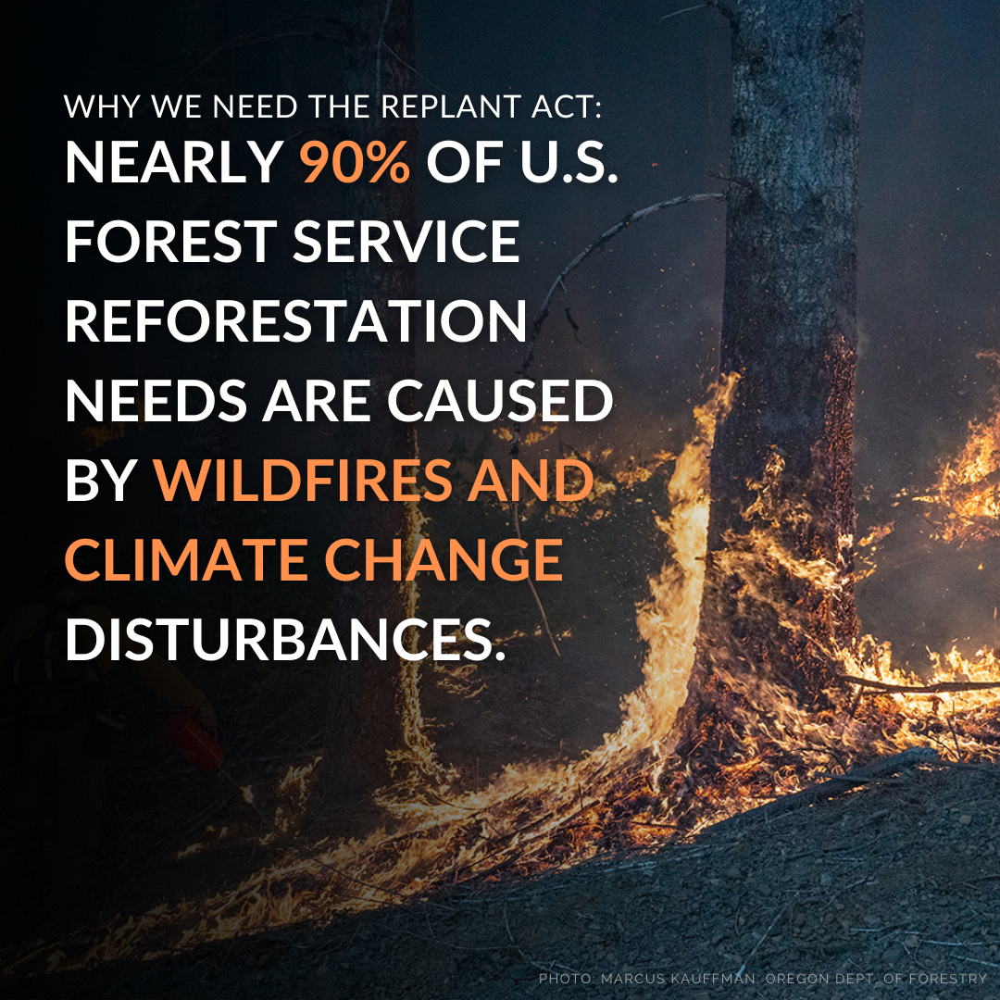 WHY WE NEED THE REPLANT ACT:
NEARLY 90% OF U.S.
FOREST SERVICE
REFORESTATION
NEEDS ARE CAUSED
BY WILDFIRES AND
CLIMATE CHANGE
DISTURBANCES.
PHOTO: MARCUS KAUFFMAN, OREGON DEPT. OF FORESTRY